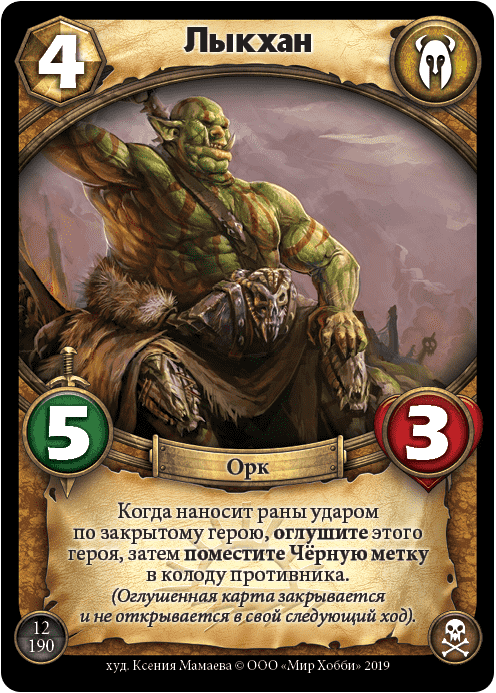 4
Лыкхан
5
3
Орк
Когда наносит раны ударом
по закрытому герою, оглушите этого
героя, затем поместите Чёрную метку
в колоду противника.
(Оглушенная карта закрывается
и не открывается в свой следующий ход).
12
190
худ. Ксения Мамаева © ООО «Мир Хобби» 2019